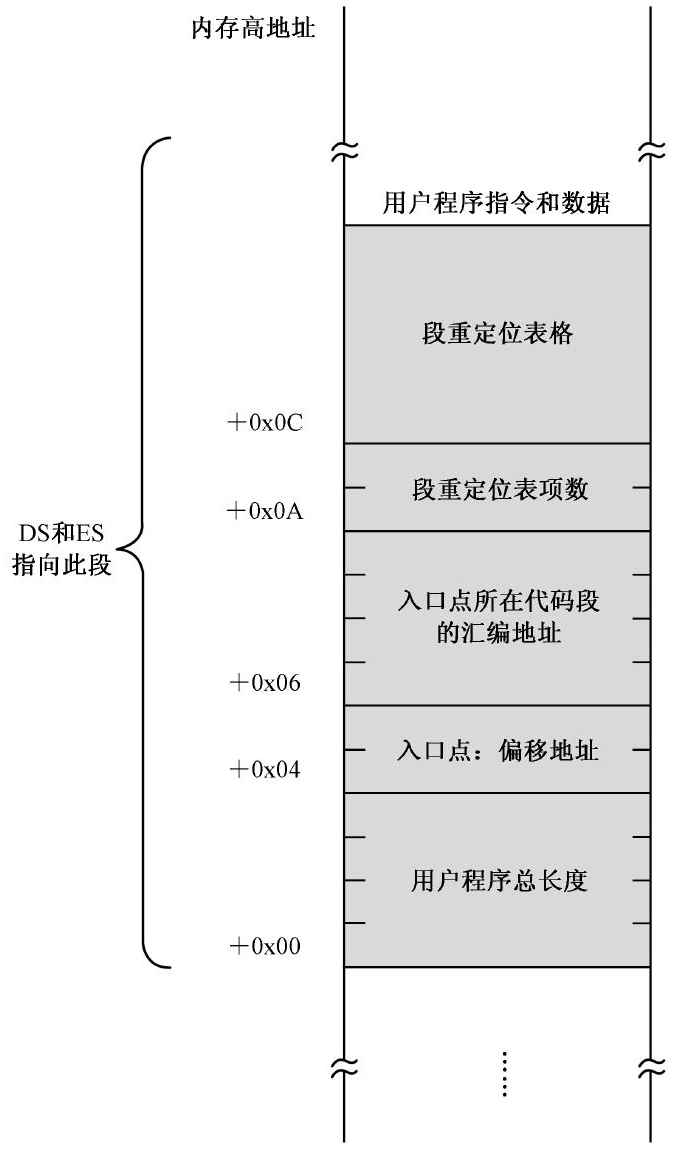 内存高地址
用户程序指令和数据
段重定位表格
+0x0C
段重定位表项数
+0x0A
DS和ES
指向此段
入口点所在代码段
的汇编地址
+0x06
入口点：偏移地址
+0x04
用户程序总长度
+0x00